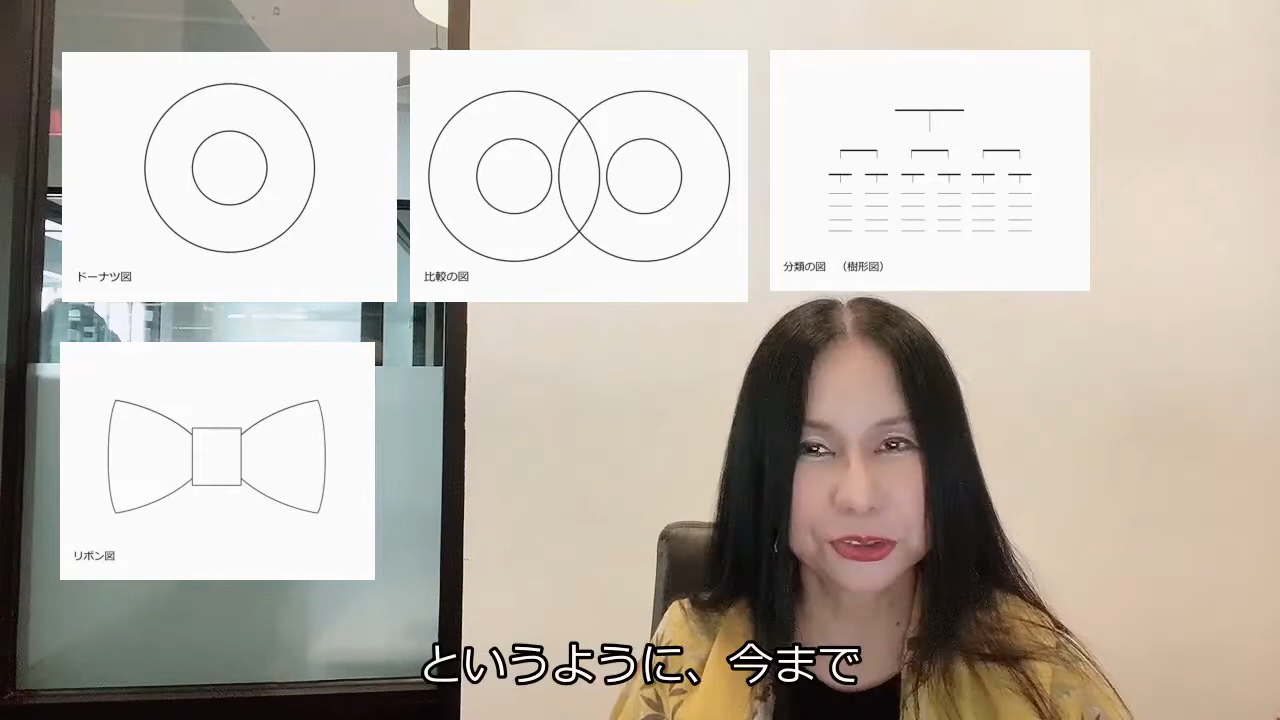 ドーナツ図
比較の図
分類の図　（樹形図）
リボン図
というように、今まで